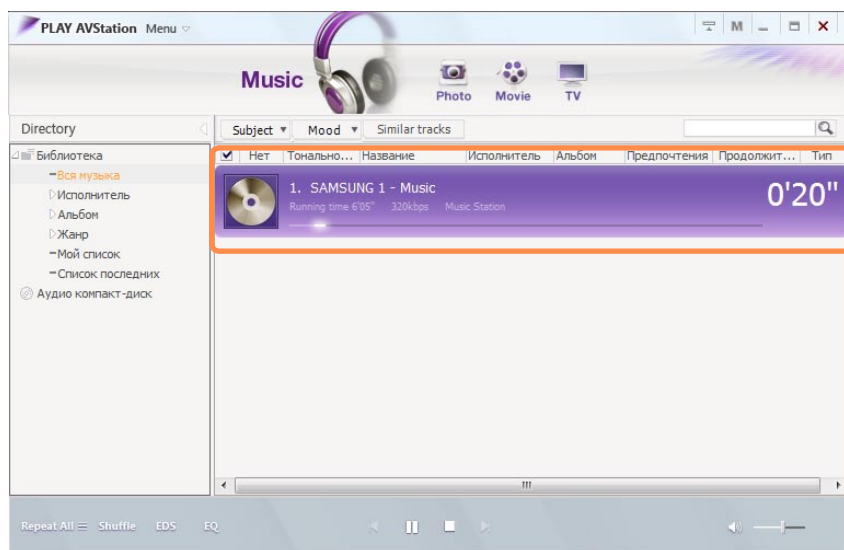 PLAY AVStation Menu
M
Music
Photo Movie TV
Directory
Subject Mood Similar tracks
Библиотека
Нет Тонально... Название Исполнитель Альбом Предпочтения Продолжит... Тип
Вся музыка
Исполнитель
Альбом
Жанр
Мой список
Список последних
Аудио компакт-диск
1. SAMSUNG 1 - Music
0'20"
Running time 6'05" 320kbps Music Station
Repeat All Shuffle EDS EQ